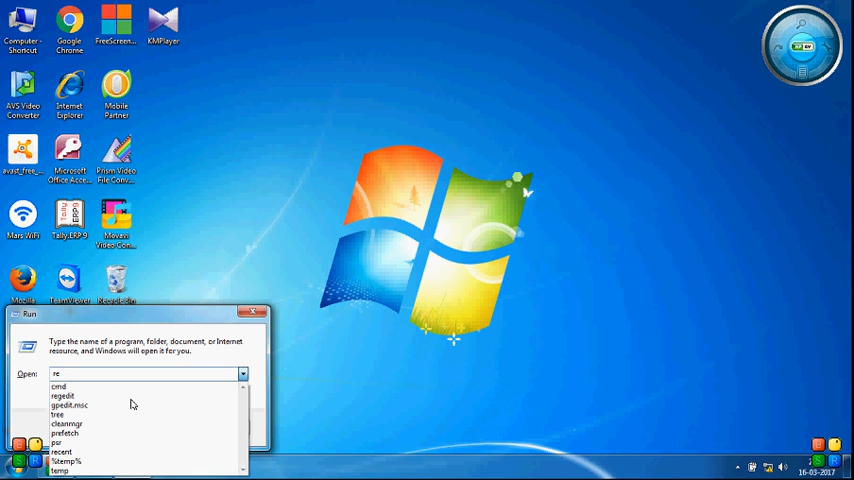 Computer - Shortcut
Google Chrome
FreeScreen...
KMPlayer
AVS Video Converter
Internet Explorer
Mobile Partner
avast_free_...
Microsoft Office Acce...
Prism Video File Conv...
Mars WiFi
Tally.ERP 9
Movavi Video Con...
Mozilla
TeamViewer
Recycle Bin
Run
Type the name of a program, folder, document, or Internet
resource, and Windows will open it for you.
Open:
re
cmd
regedit
gpedit.msc
tree
cleanmgr
prefetch
psr
recent
%temp%
temp
16-03-2017